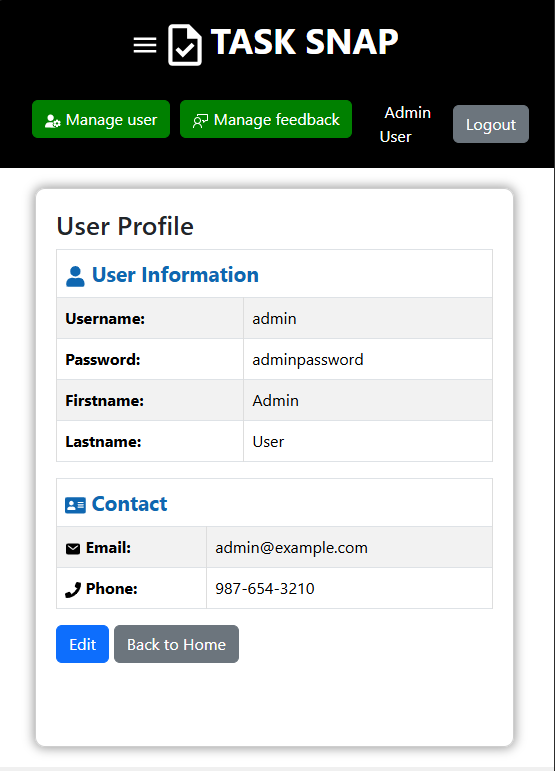 TASK SNAP
Manage user
Manage feedback
Admin
User
Logout
User Profile
User Information
Username: admin
Password: adminpassword
Firstname: Admin
Lastname: User
Contact
Email: admin@example.com
Phone: 987-654-3210
Edit
Back to Home